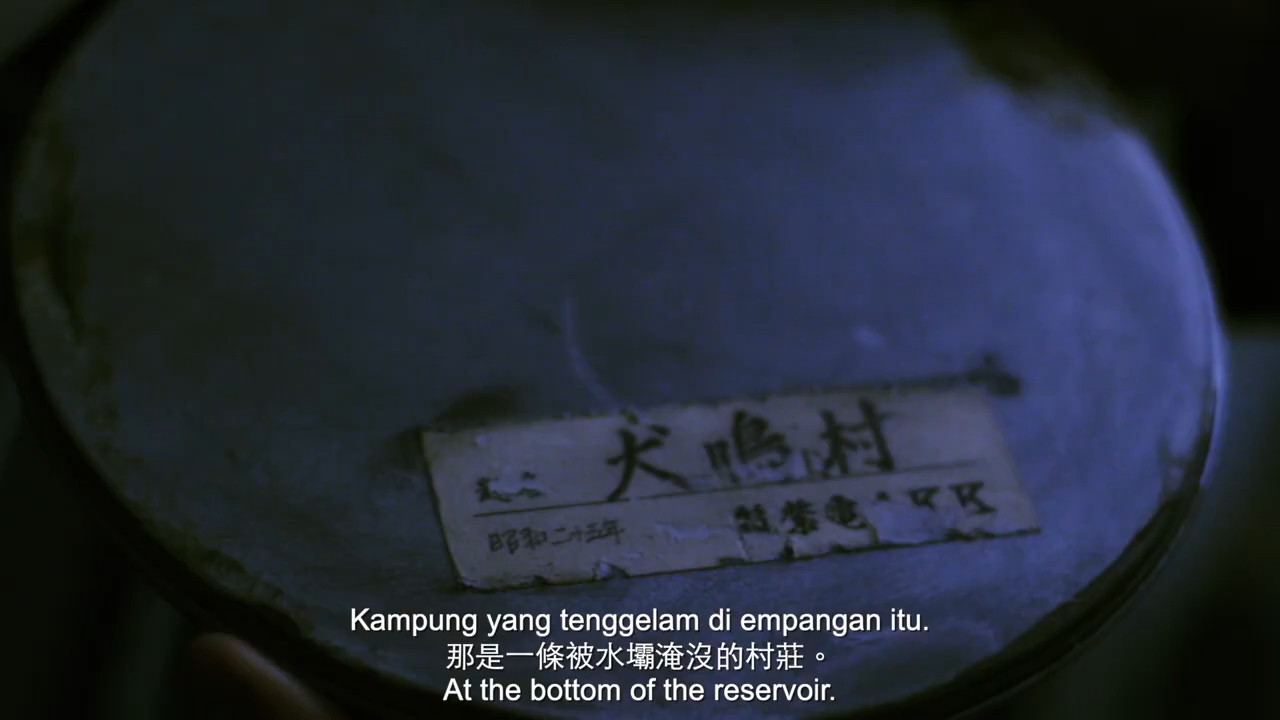 犬鳴村
昭和二十五年
Kampung yang tenggelam di empangan itu.
那是一條被水壩淹沒的村莊。
At the bottom of the reservoir.